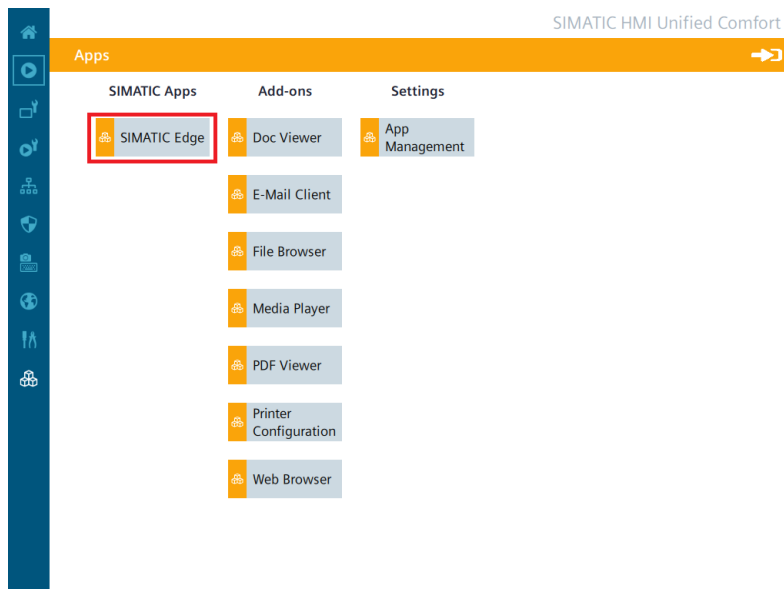 SIMATIC HMI Unified Comfort
Apps
SIMATIC Apps
Add-ons
Settings
SIMATIC Edge
Doc Viewer
App
Management
E-Mail Client
File Browser
Media Player
PDF Viewer
Printer
Configuration
Web Browser